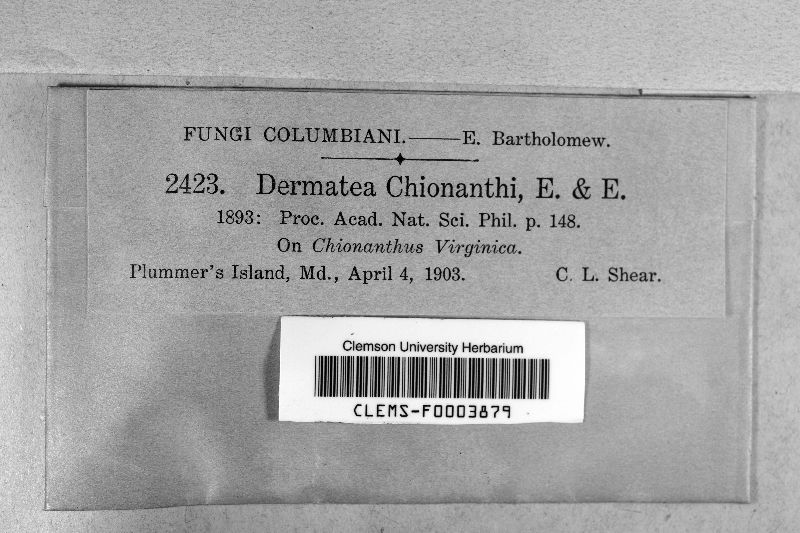 FUNGI COLUMBIANI.——E. Bartholomew.
2423. Dermatea Chionanthi, E. & E.
1893: Proc. Acad. Nat. Sci. Phil. p. 148.
On Chionanthus Virginica.
Plummer's Island, Md., April 4, 1903. C. L. Shear.
Clemson University Herbarium
CLEMS-F0003879